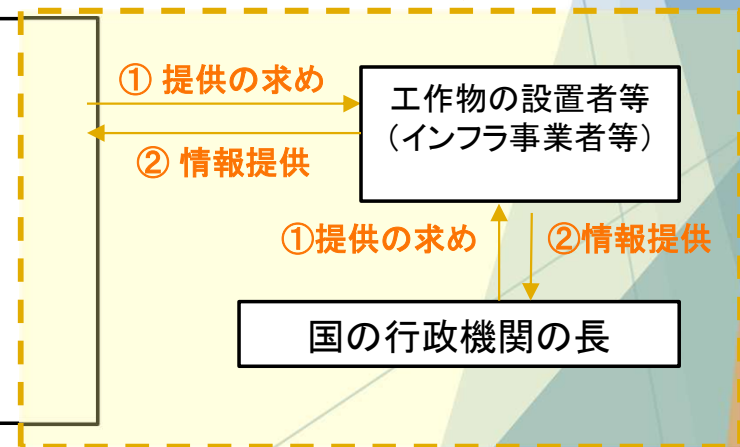 ① 提供の求め
工作物の設置者等
（インフラ事業者等）
② 情報提供
①提供の求め
②情報提供
国の行政機関の長